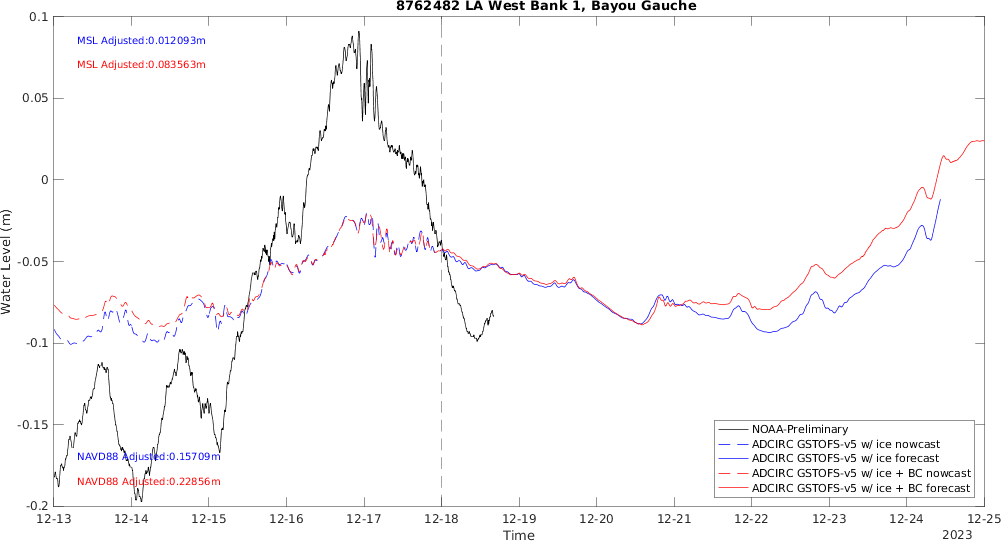 8762482 LA West Bank 1, Bayou Gauche
MSL Adjusted:0.012093m
MSL Adjusted:0.083563m
NAVD88 Adjusted:0.15709m
NAVD88 Adjusted:0.22856m
Water Level (m)
0.1
0.05
0
-0.05
-0.1
-0.15
-0.2
NOAA-Preliminary
ADCIRC GSTOFS-v5 w/ ice nowcast
ADCIRC GSTOFS-v5 w/ ice forecast
ADCIRC GSTOFS-v5 w/ ice + BC nowcast
ADCIRC GSTOFS-v5 w/ ice + BC forecast
12-13 12-14 12-15 12-16 12-17 12-18 12-19 12-20 12-21 12-22 12-23 12-24 12-25
Time
2023